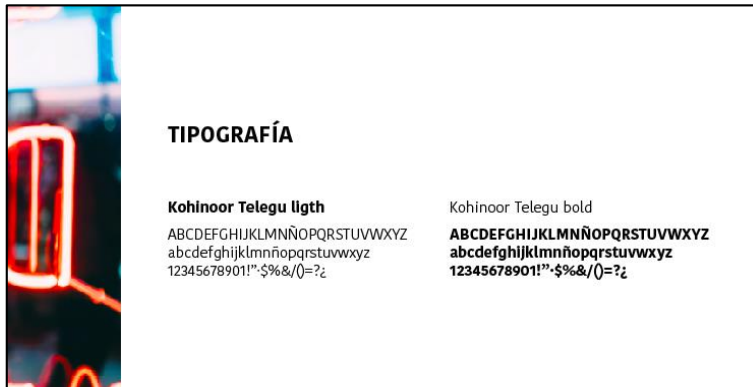 TIPOGRAFÍA
Kohinoor Telegu ligth
ABCDEFGHIJKLMNÑOPQRSTUVWXYZ
abcdefghijklmnñopqrstuvwxyz
12345678901!”·$%&/()=?¿
Kohinoor Telegu bold
ABCDEFGHIJKLMNÑOPQRSTUVWXYZ
abcdefghijklmnñopqrstuvwxyz
12345678901!”·$%&/()=?¿